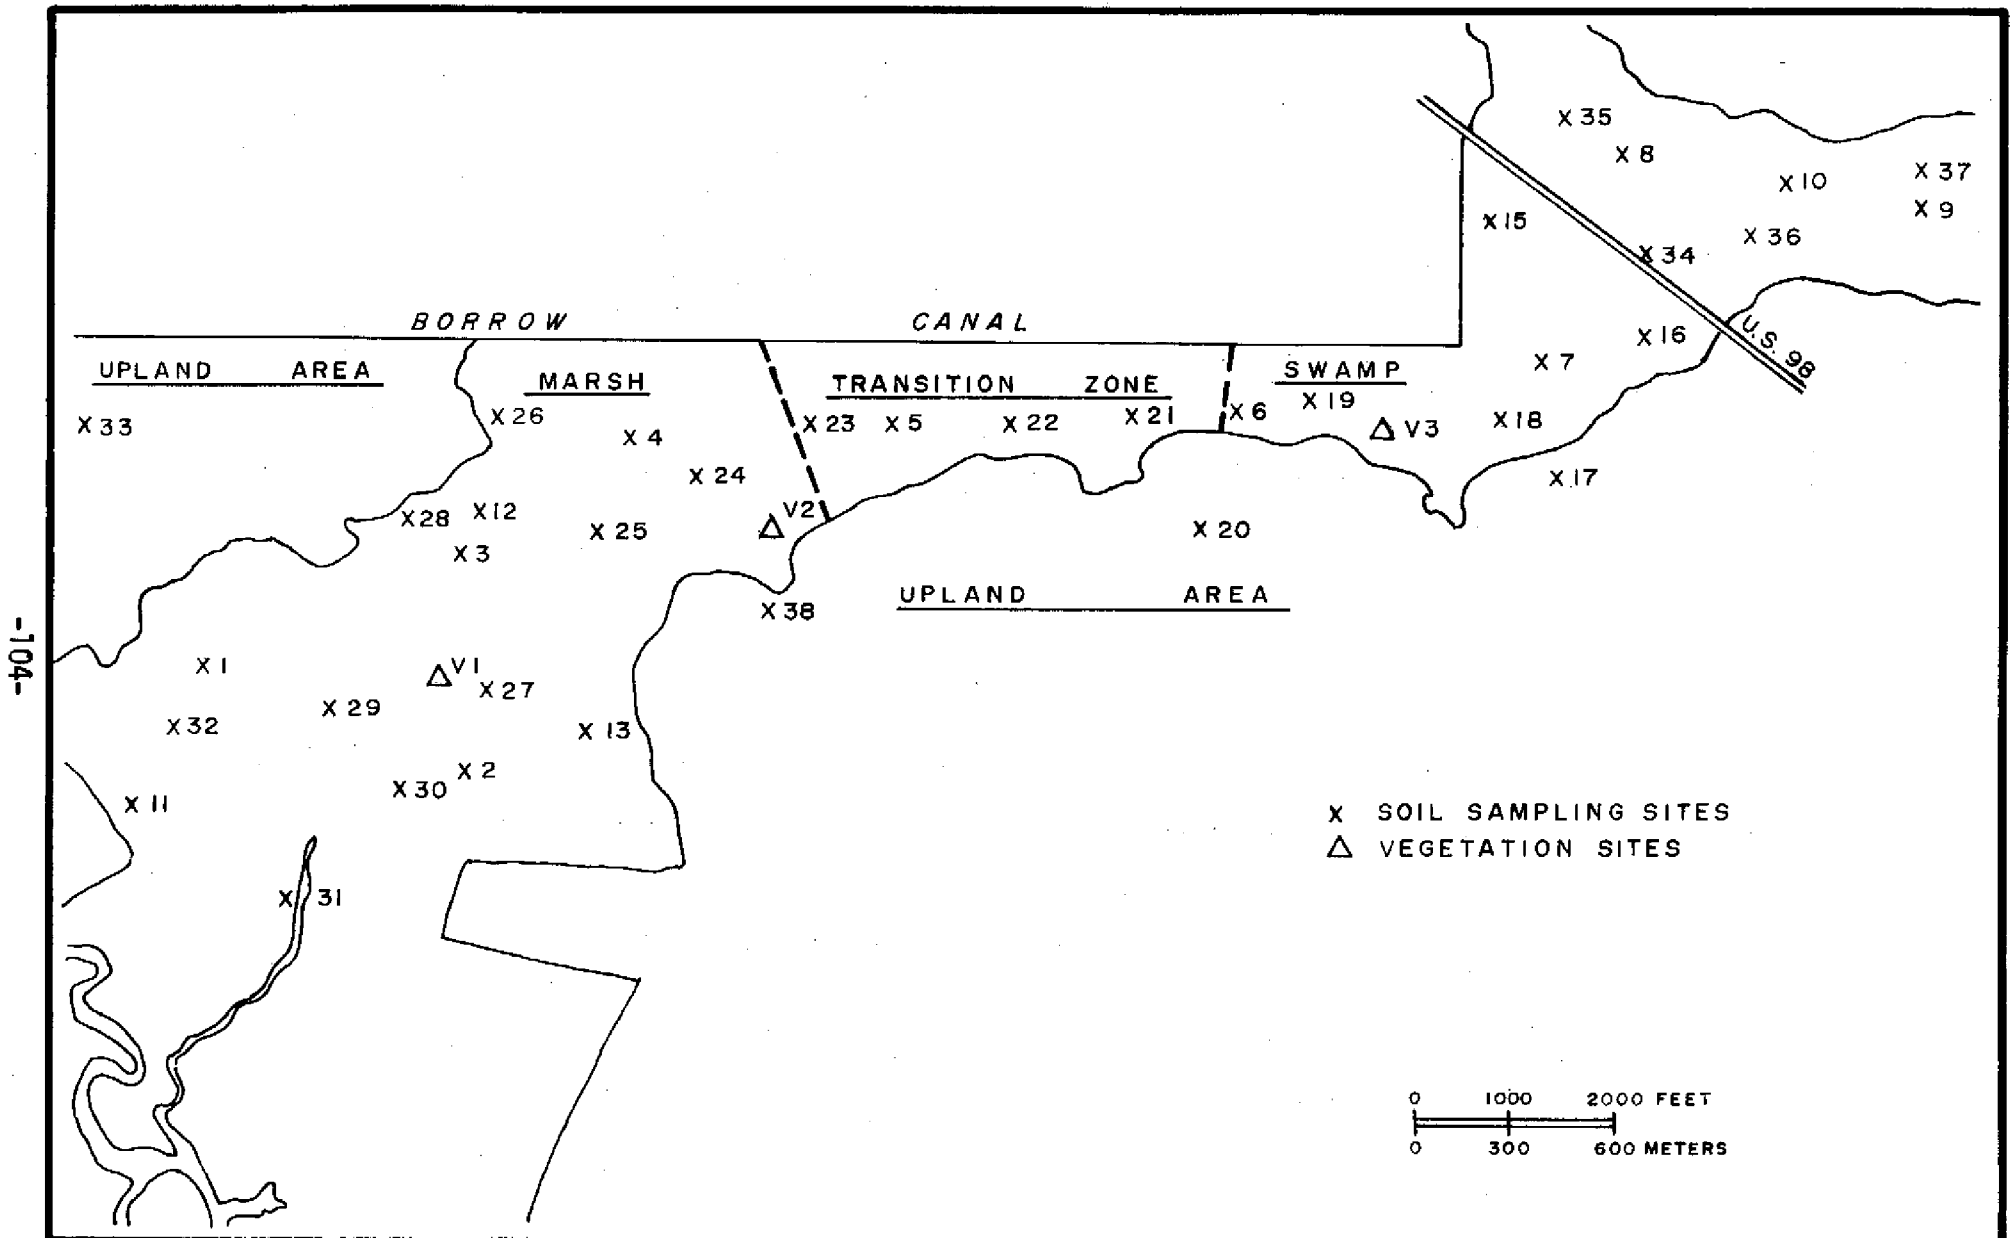 X 35
X 8
X 10
X 37
X 9
X 15
X 36
X 34
BORROW CANAL
U.S. 98
X 16
X 7
UPLAND AREA
MARSH
TRANSITION ZONE
SWAMP
X 33
X 26
X 4
X 23
X 5
X 22
X 21
X 6
X 19
V3
X 18
X 24
X 17
X 28
X 12
X 3
X 25
V2
X 20
X 38
UPLAND AREA
-104-
X 1
V1
X 27
X 29
X 32
X 13
X 2
X 30
X 11
X SOIL SAMPLING SITES
△ VEGETATION SITES
X 31
0 1000 2000 FEET
0 300 600 METERS